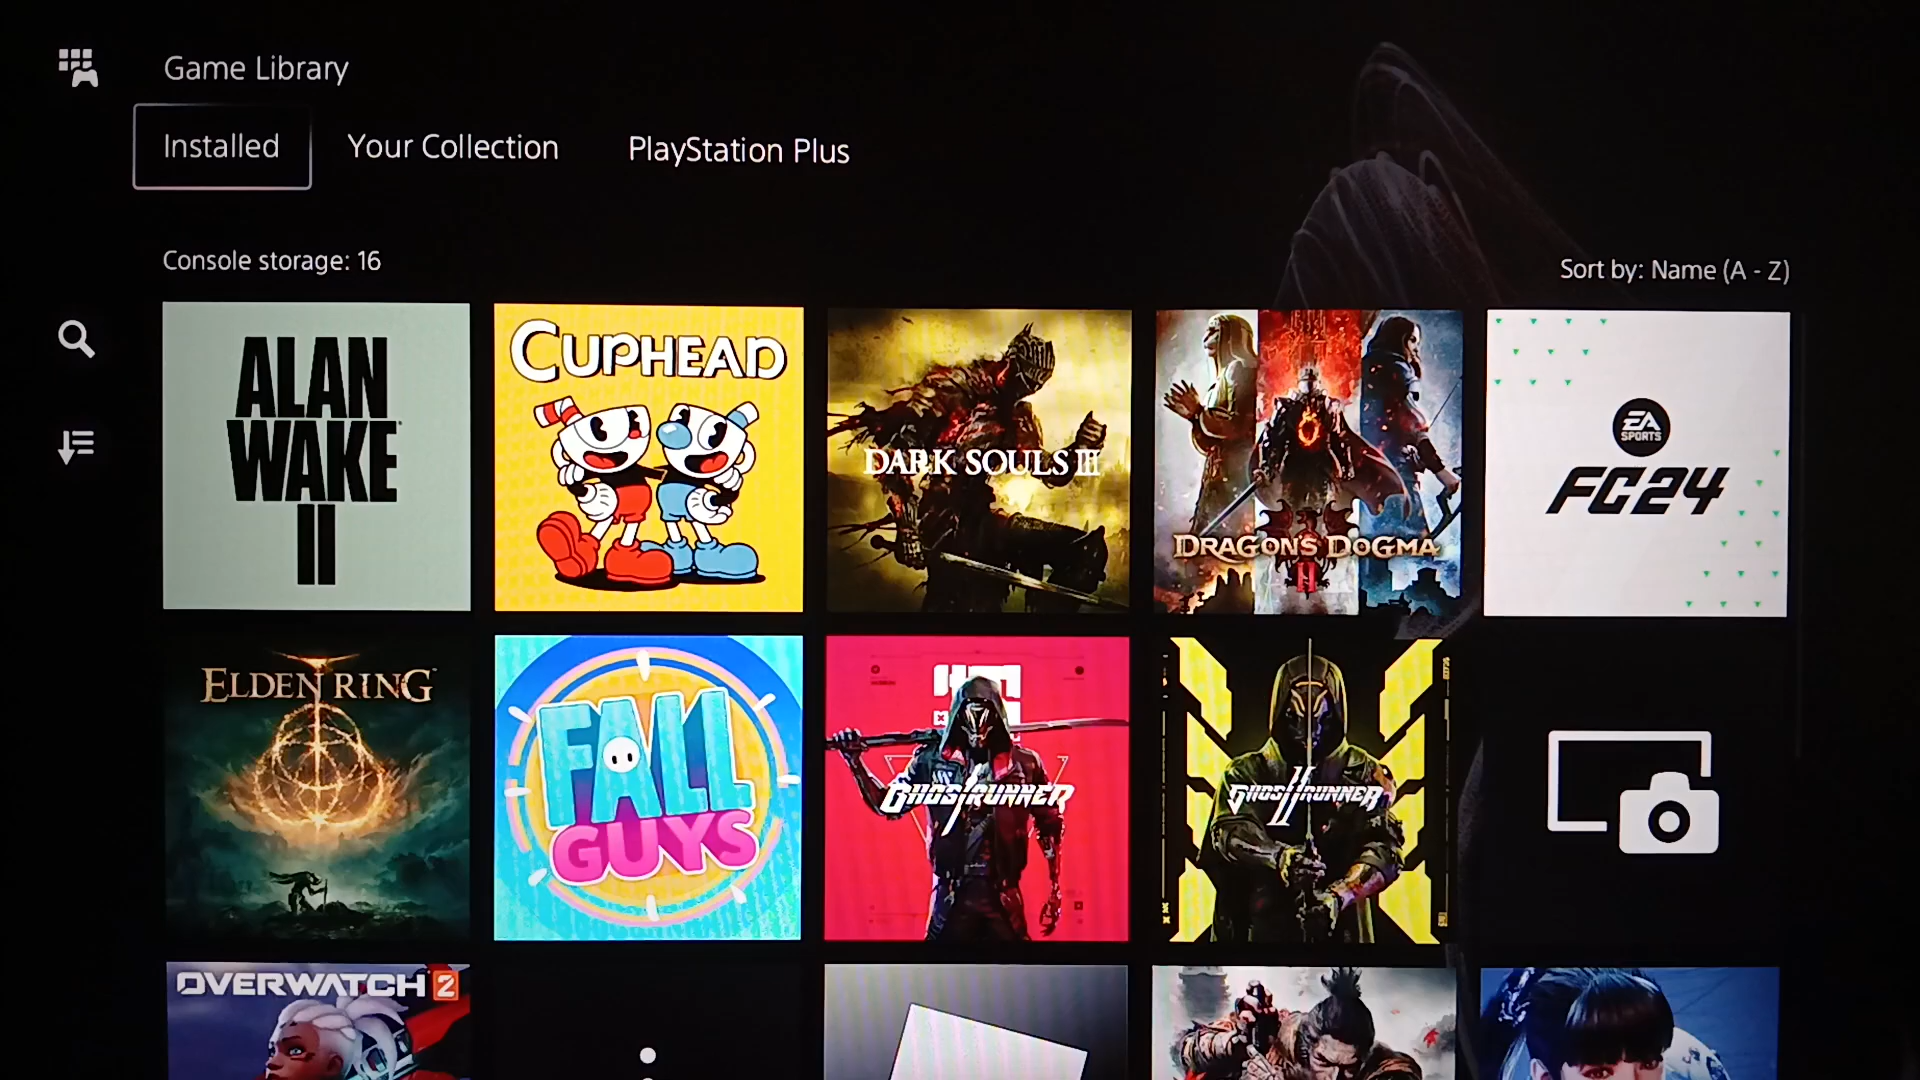 Game Library
Installed
Your Collection
PlayStation Plus
Console storage: 16
Sort by: Name (A - Z)
ALAN
WAKE
II
CUPHEAD
DARK SOULS III
DRAGON'S DOGMA
II
EA
SPORTS
FC24
ELDEN RING
FALL
GUYS
GHOSTRUNNER
GHOSTRUNNER
II
OVERWATCH 2